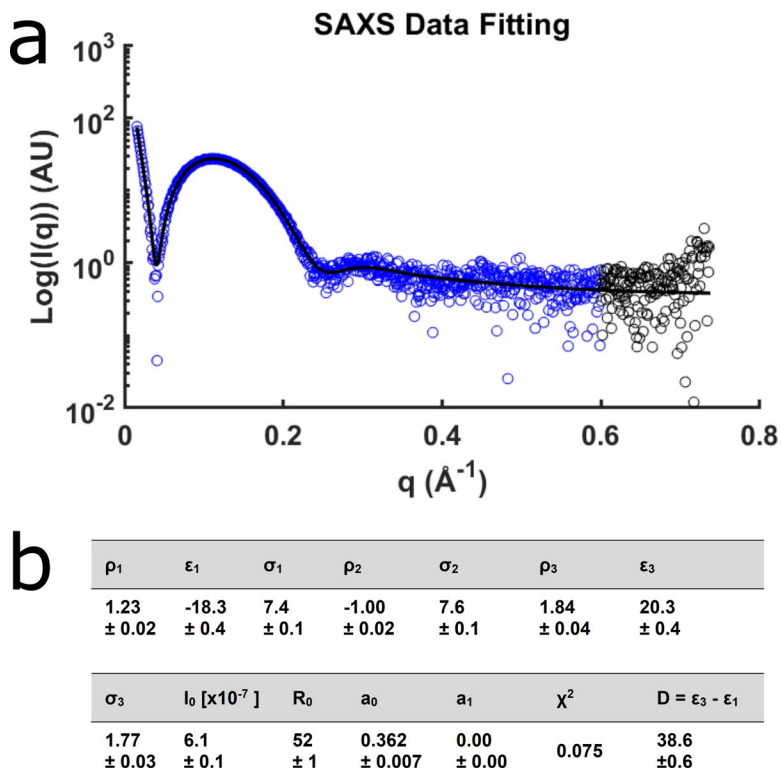 a
SAXS Data Fitting
Log(I(q)) (AU)
10³
10²
10⁰
10⁻²
0
0.2
0.4
0.6
0.8
q (Å⁻¹)
b
ρ₁ ε₁ σ₁ ρ₂ σ₂ ρ₃ ε₃
1.23 -18.3 7.4 -1.00 7.6 1.84 20.3
± 0.02 ± 0.4 ± 0.1 ± 0.02 ± 0.1 ± 0.04 ± 0.4
σ₃ I₀ [x10⁻⁷ ] R₀ a₀ a₁ χ² D = ε₃ - ε₁
1.77 6.1 52 0.362 0.00 0.075 38.6
± 0.03 ± 0.1 ± 1 ± 0.007 ± 0.00 ±0.6